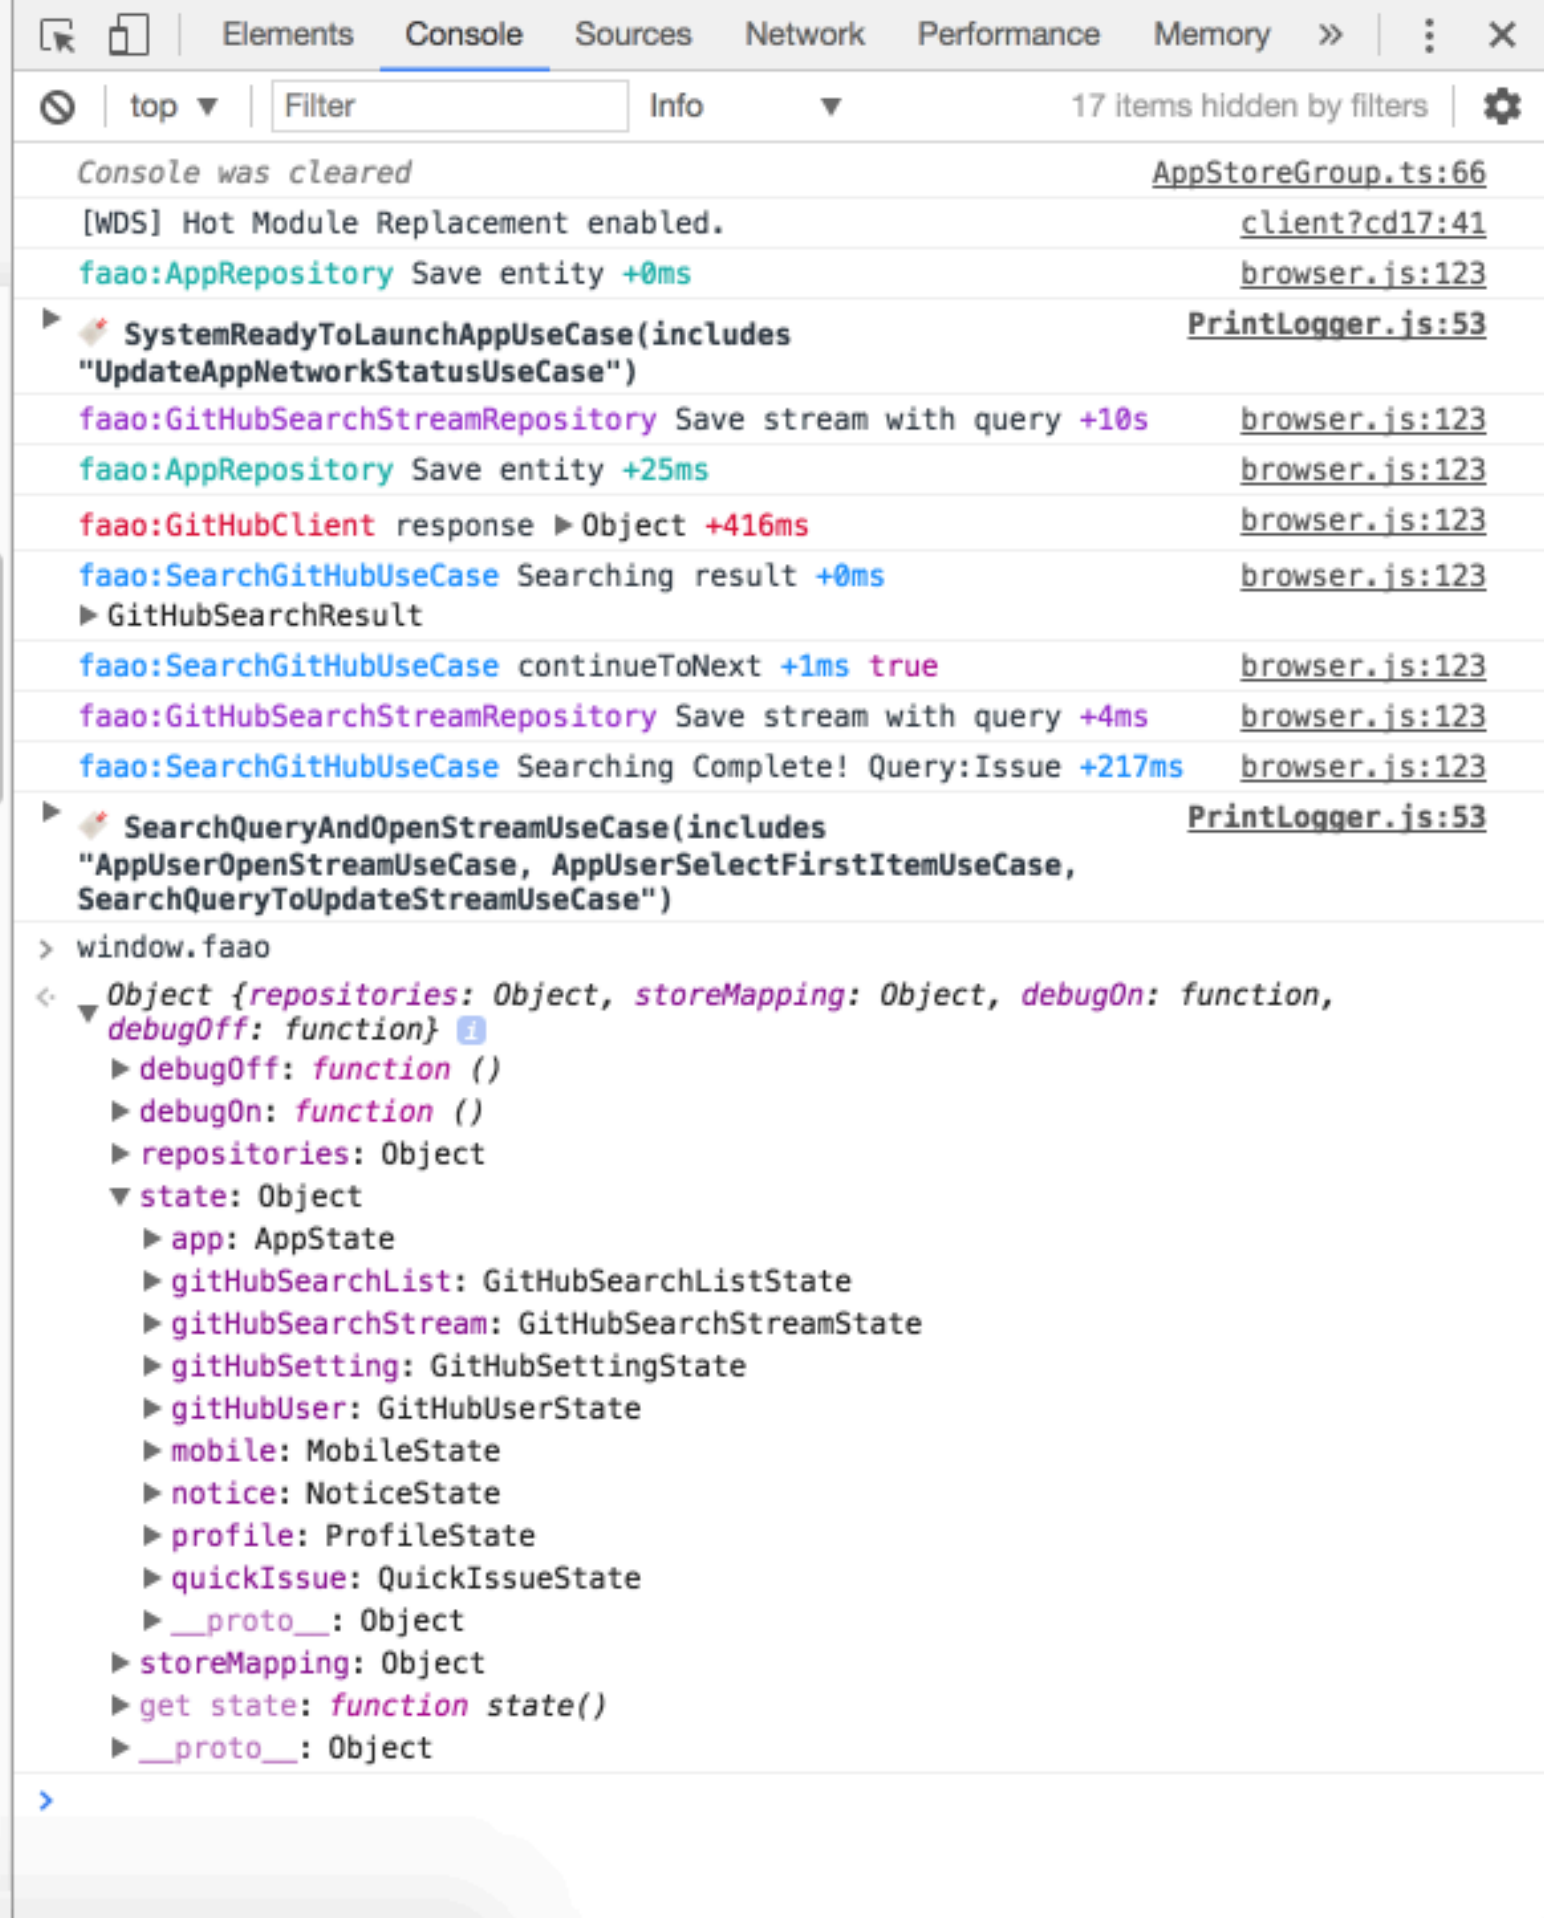 Elements Console Sources Network Performance Memory »
top Filter Info 17 items hidden by filters
Console was cleared AppStoreGroup.ts:66
[WDS] Hot Module Replacement enabled. client?cd17:41
faao:AppRepository Save entity +0ms browser.js:123
SystemReadyToLaunchAppUseCase(includes PrintLogger.js:53
"UpdateAppNetworkStatusUseCase")
faao:GitHubSearchStreamRepository Save stream with query +10s browser.js:123
faao:AppRepository Save entity +25ms browser.js:123
faao:GitHubClient response ▶Object +416ms browser.js:123
faao:SearchGitHubUseCase Searching result +0ms browser.js:123
▶GitHubSearchResult
faao:SearchGitHubUseCase continueToNext +1ms true browser.js:123
faao:GitHubSearchStreamRepository Save stream with query +4ms browser.js:123
faao:SearchGitHubUseCase Searching Complete! Query:Issue +217ms browser.js:123
SearchQueryAndOpenStreamUseCase(includes PrintLogger.js:53
"AppUserOpenStreamUseCase, AppUserSelectFirstItemUseCase,
SearchQueryToUpdateStreamUseCase")
> window.faao
Object {repositories: Object, storeMapping: Object, debugOn: function,
debugOff: function} i
▶ debugOff: function ()
▶ debugOn: function ()
▶ repositories: Object
▼ state: Object
▶ app: AppState
▶ gitHubSearchList: GitHubSearchListState
▶ gitHubSearchStream: GitHubSearchStreamState
▶ gitHubSetting: GitHubSettingState
▶ gitHubUser: GitHubUserState
▶ mobile: MobileState
▶ notice: NoticeState
▶ profile: ProfileState
▶ quickIssue: QuickIssueState
▶ __proto__: Object
▶ storeMapping: Object
▶ get state: function state()
▶ __proto__: Object
>